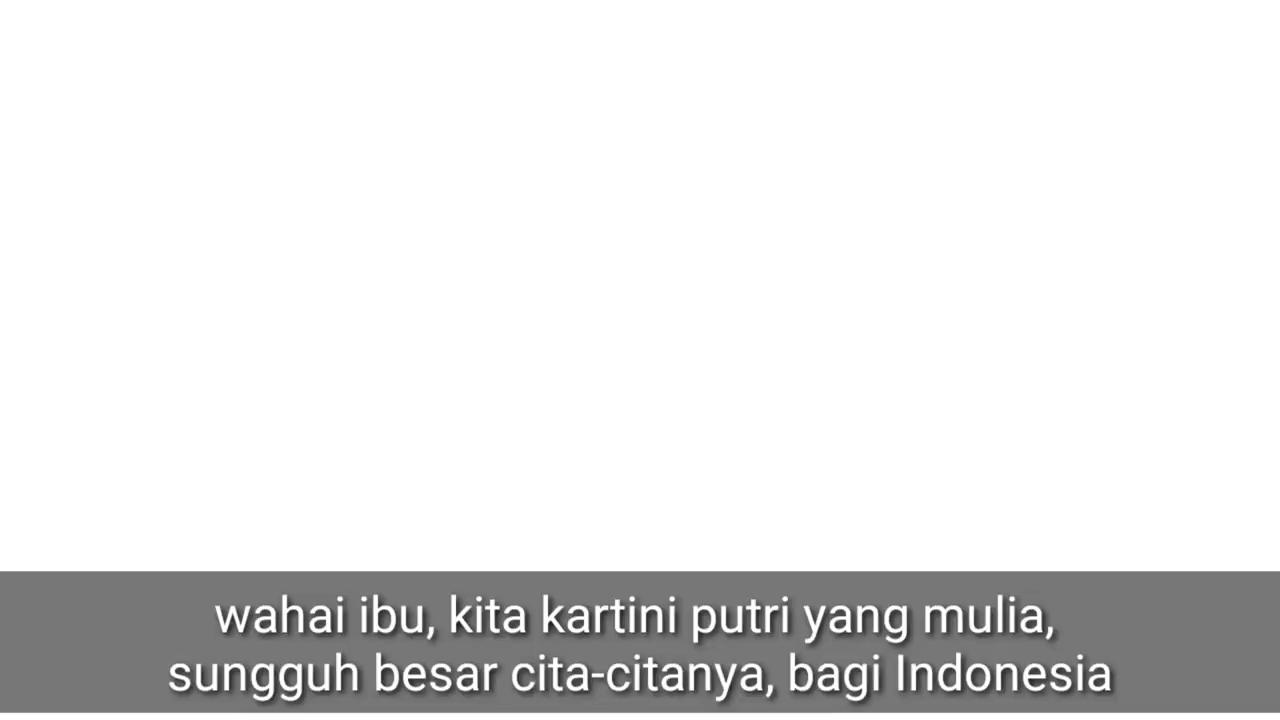 wahai ibu, kita kartini putri yang mulia,
sungguh besar cita-citanya, bagi Indonesia